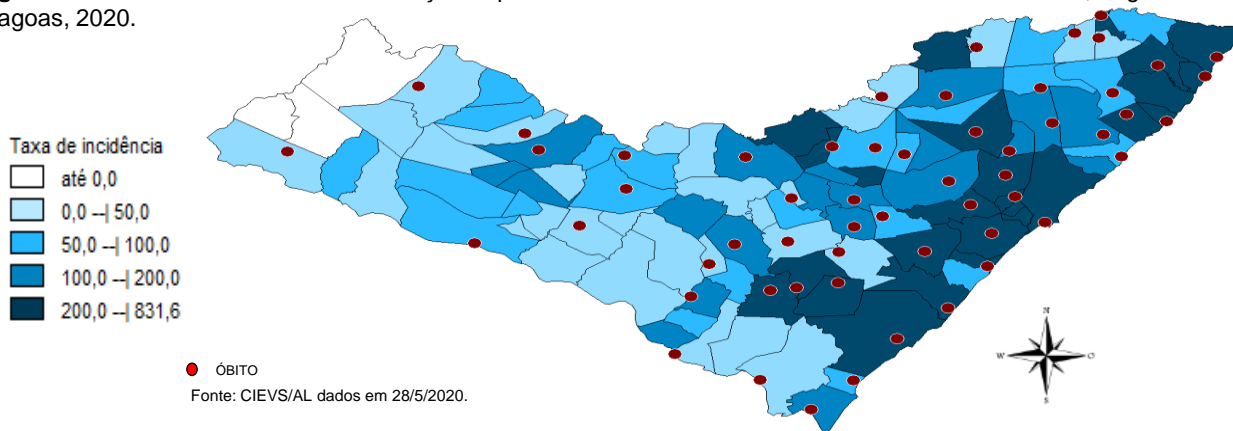 lagoas, 2020.
Taxa de incidência
até 0,0
0,0 --| 50,0
50,0 --| 100,0
100,0 --| 200,0
200,0 --| 831,6
ÓBITO
Fonte: CIEVS/AL dados em 28/5/2020.
N
W
O
S